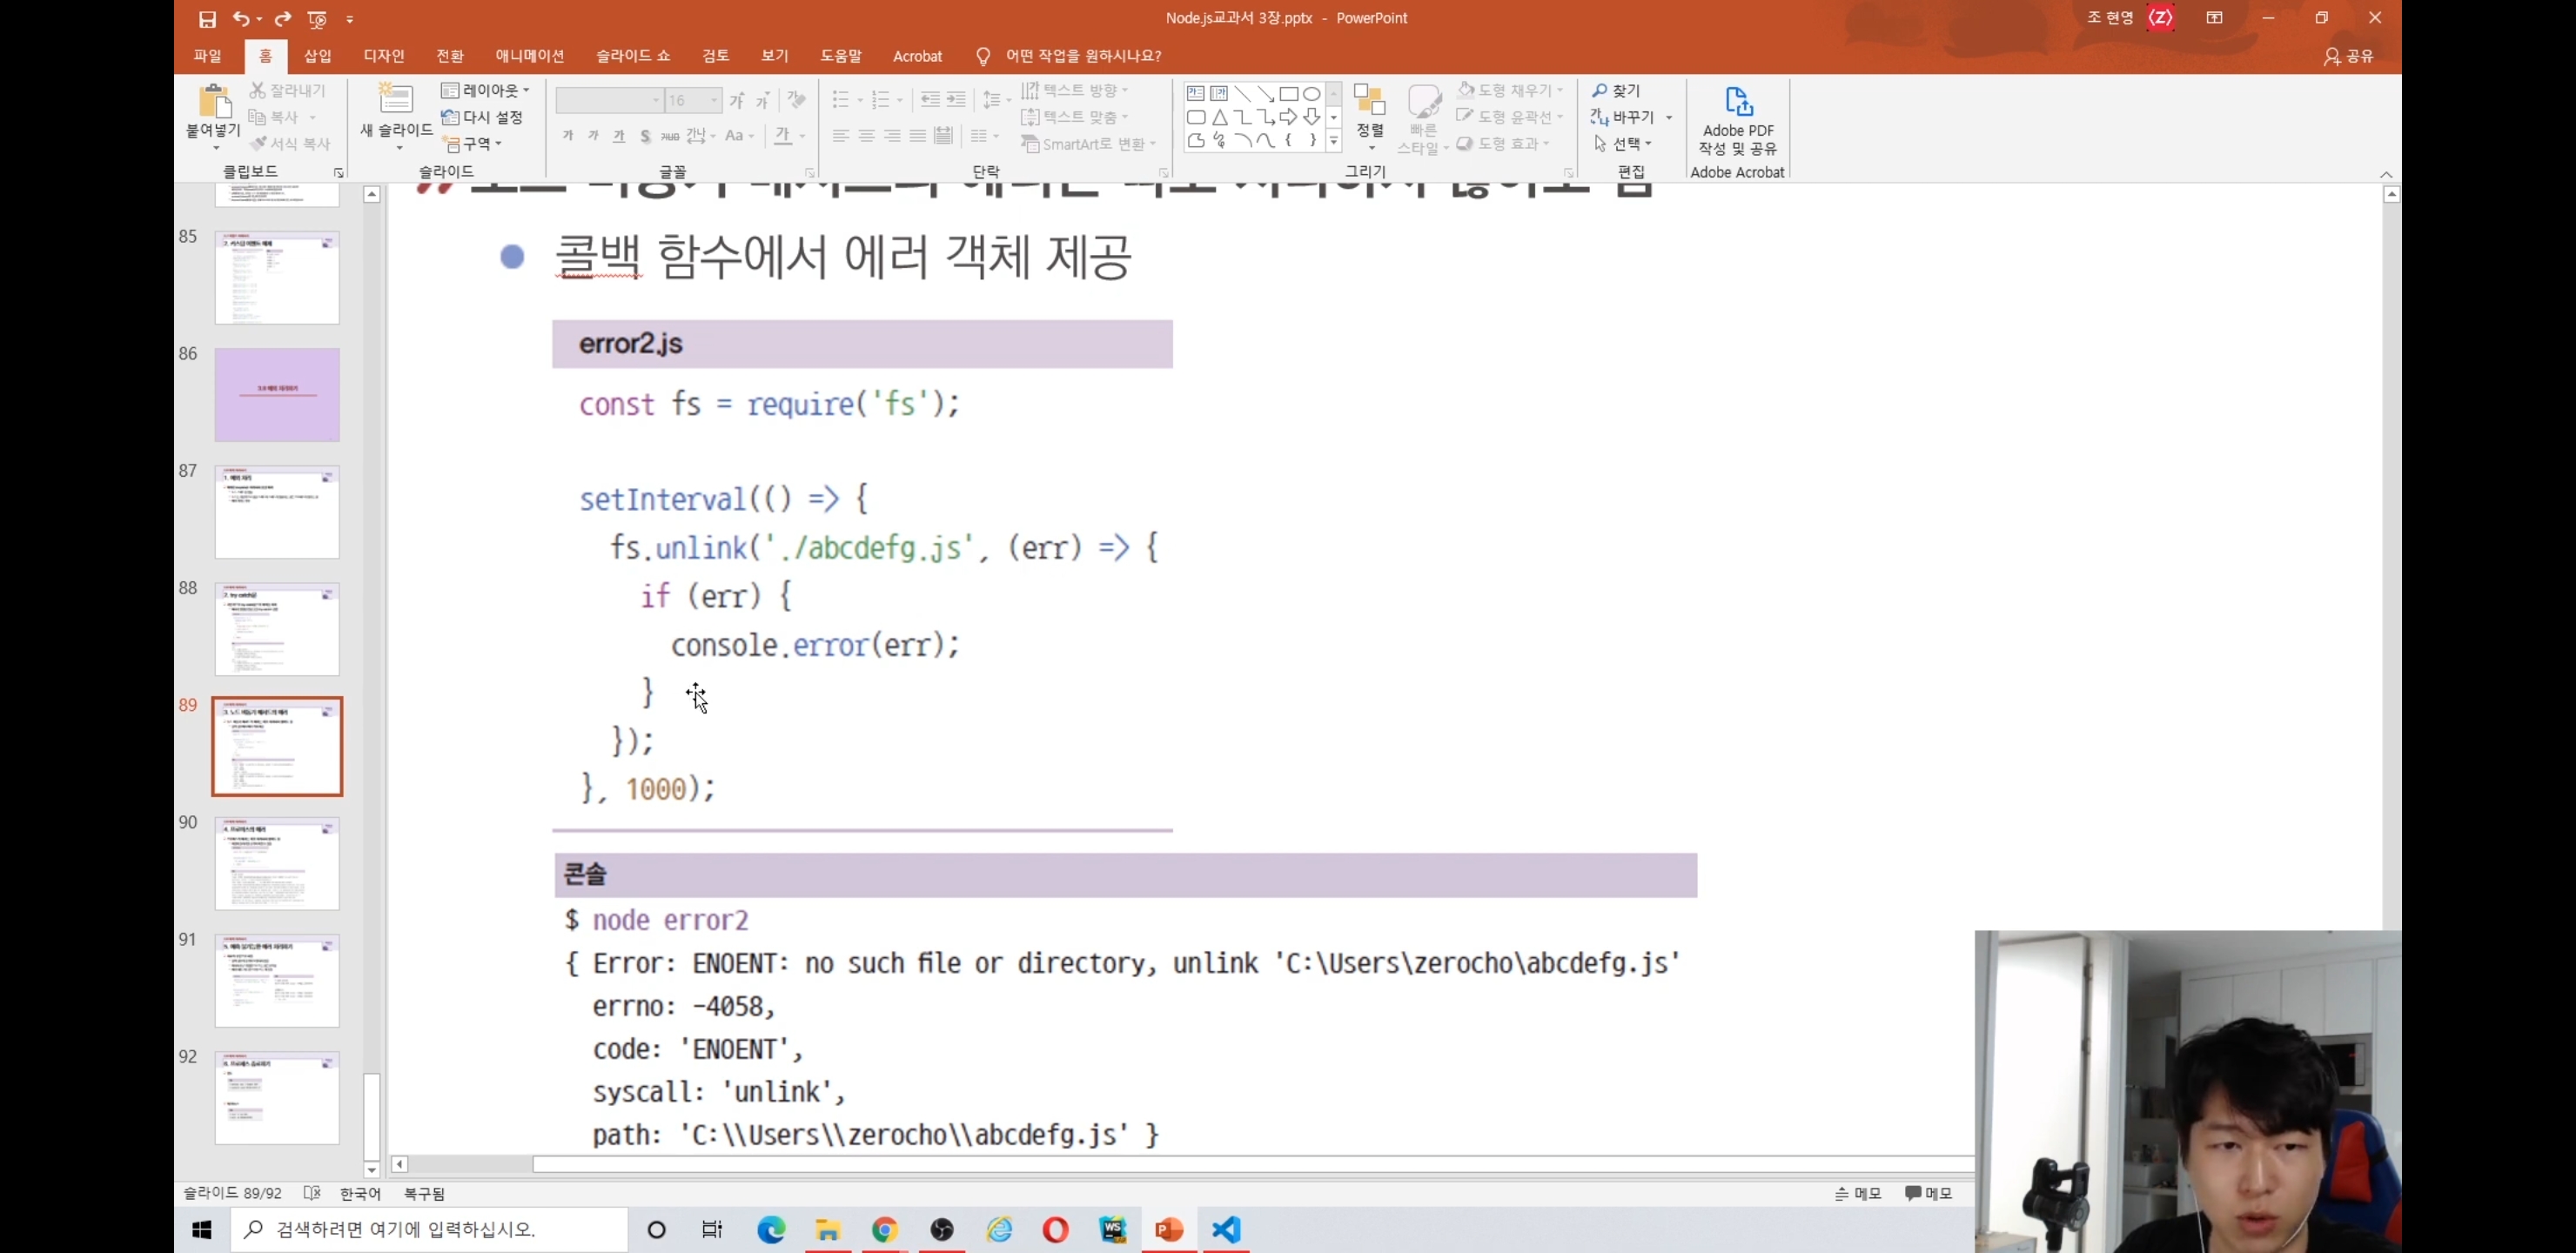 Node.js교과서 3장.pptx - PowerPoint
조 현영
파일 홈 삽입 디자인 전환 애니메이션 슬라이드 쇼 검토 보기 도움말 Acrobat 어떤 작업을 원하시나요? 공유
붙여넣기
잘라내기
복사
서식 복사
클립보드
새 슬라이드
레이아웃
다시 설정
구역
슬라이드
16
글꼴
텍스트 방향
텍스트 맞춤
SmartArt로 변환
단락
정렬
빠른 스타일
도형 채우기
도형 윤곽선
도형 효과
그리기
찾기
바꾸기
선택
편집
Adobe PDF
작성 및 공유
Adobe Acrobat
85
86
87
88
89
90
91
92
콜백 함수에서 에러 객체 제공
error2.js
const fs = require('fs');
setInterval(() => {
fs.unlink('./abcdefg.js', (err) => {
if (err) {
console.error(err);
}
});
}, 1000);
콘솔
$ node error2
{ Error: ENOENT: no such file or directory, unlink 'C:\Users\zerocho\abcdefg.js'
errno: -4058,
code: 'ENOENT',
syscall: 'unlink',
path: 'C:\\Users\\zerocho\\abcdefg.js' }
슬라이드 89/92 한국어 복구됨 메모 메모
검색하려면 여기에 입력하십시오.